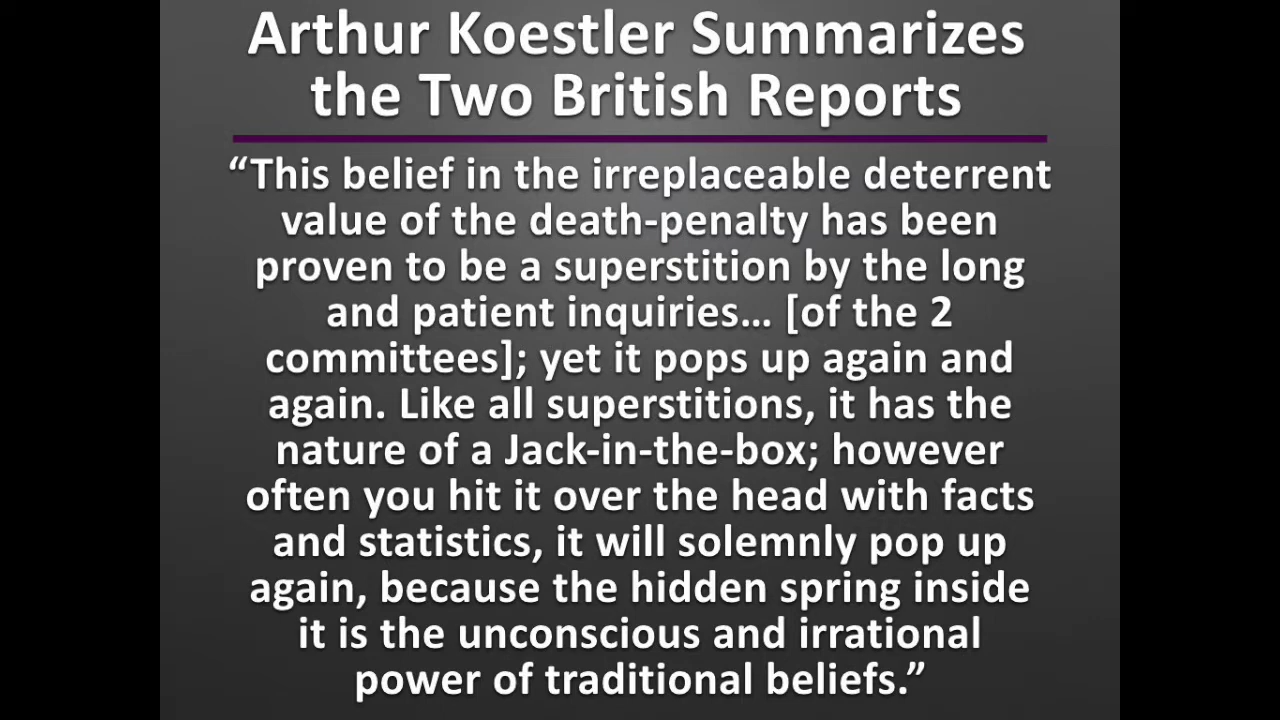 Arthur Koestler Summarizes
the Two British Reports
“This belief in the irreplaceable deterrent
value of the death-penalty has been
proven to be a superstition by the long
and patient inquiries... [of the 2
committees]; yet it pops up again and
again. Like all superstitions, it has the
nature of a Jack-in-the-box; however
often you hit it over the head with facts
and statistics, it will solemnly pop up
again, because the hidden spring inside
it is the unconscious and irrational
power of traditional beliefs.”